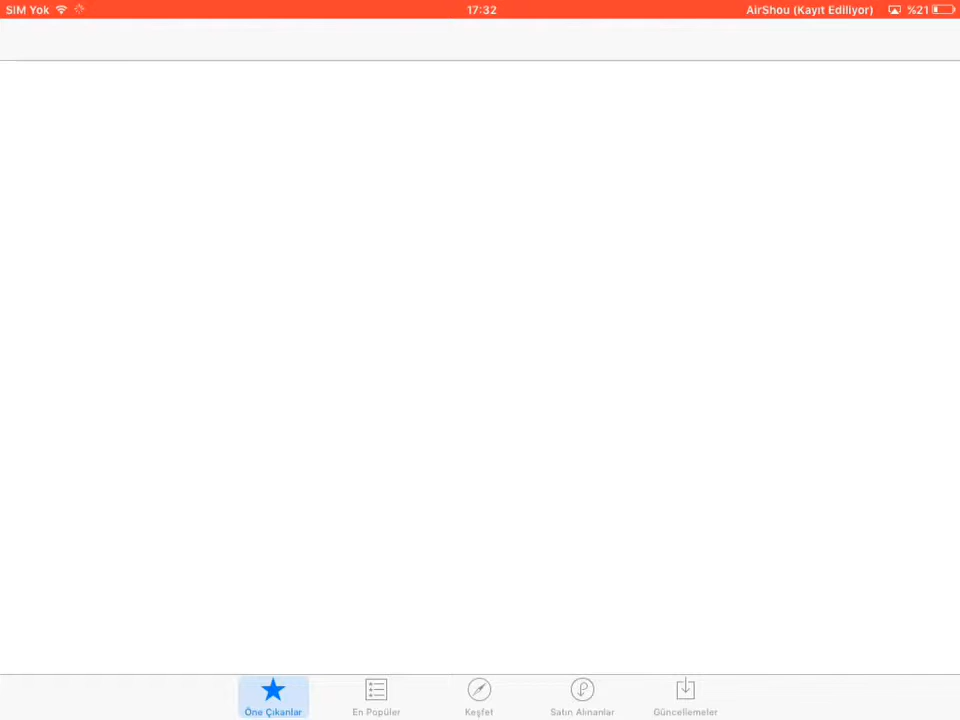 SIM Yok 17:32 AirShou (Kayıt Ediliyor) %21
Öne Çıkanlar En Popüler Keşfet Satın Alınanlar Güncellemeler